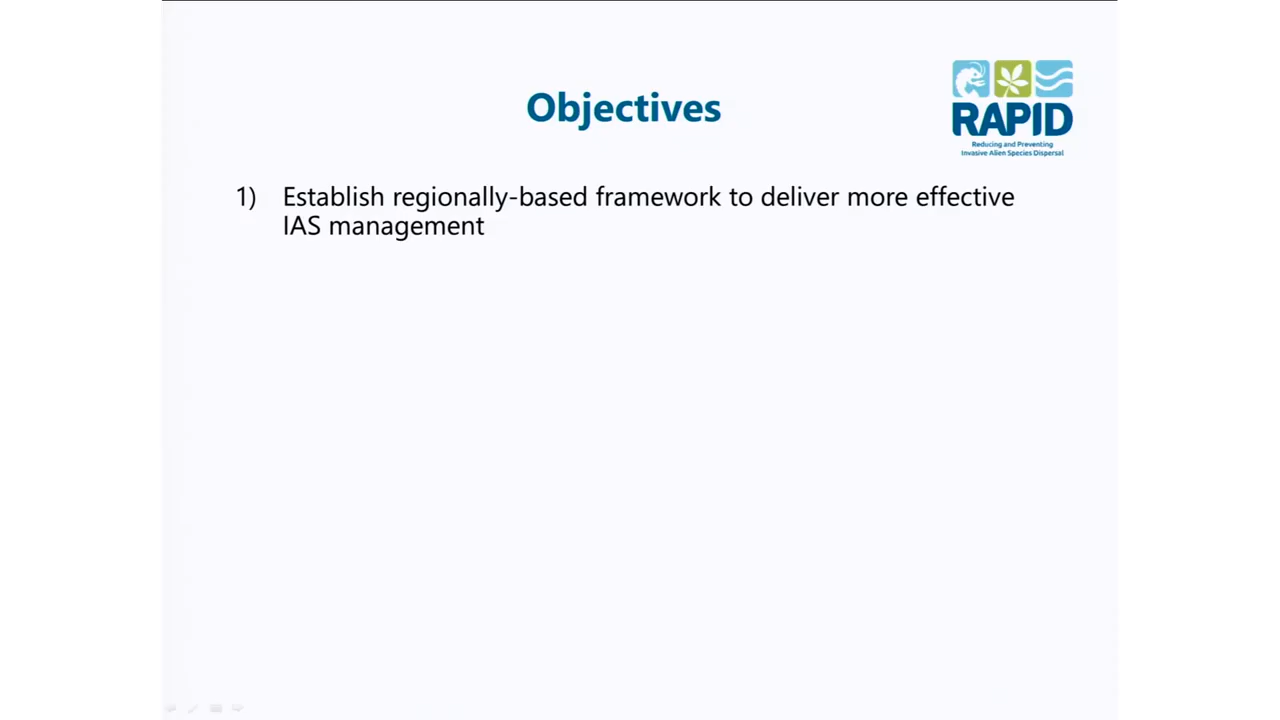 Objectives
RAPID
Reducing and Preventing
Invasive Alien Species Dispersal
1) Establish regionally-based framework to deliver more effective
IAS management